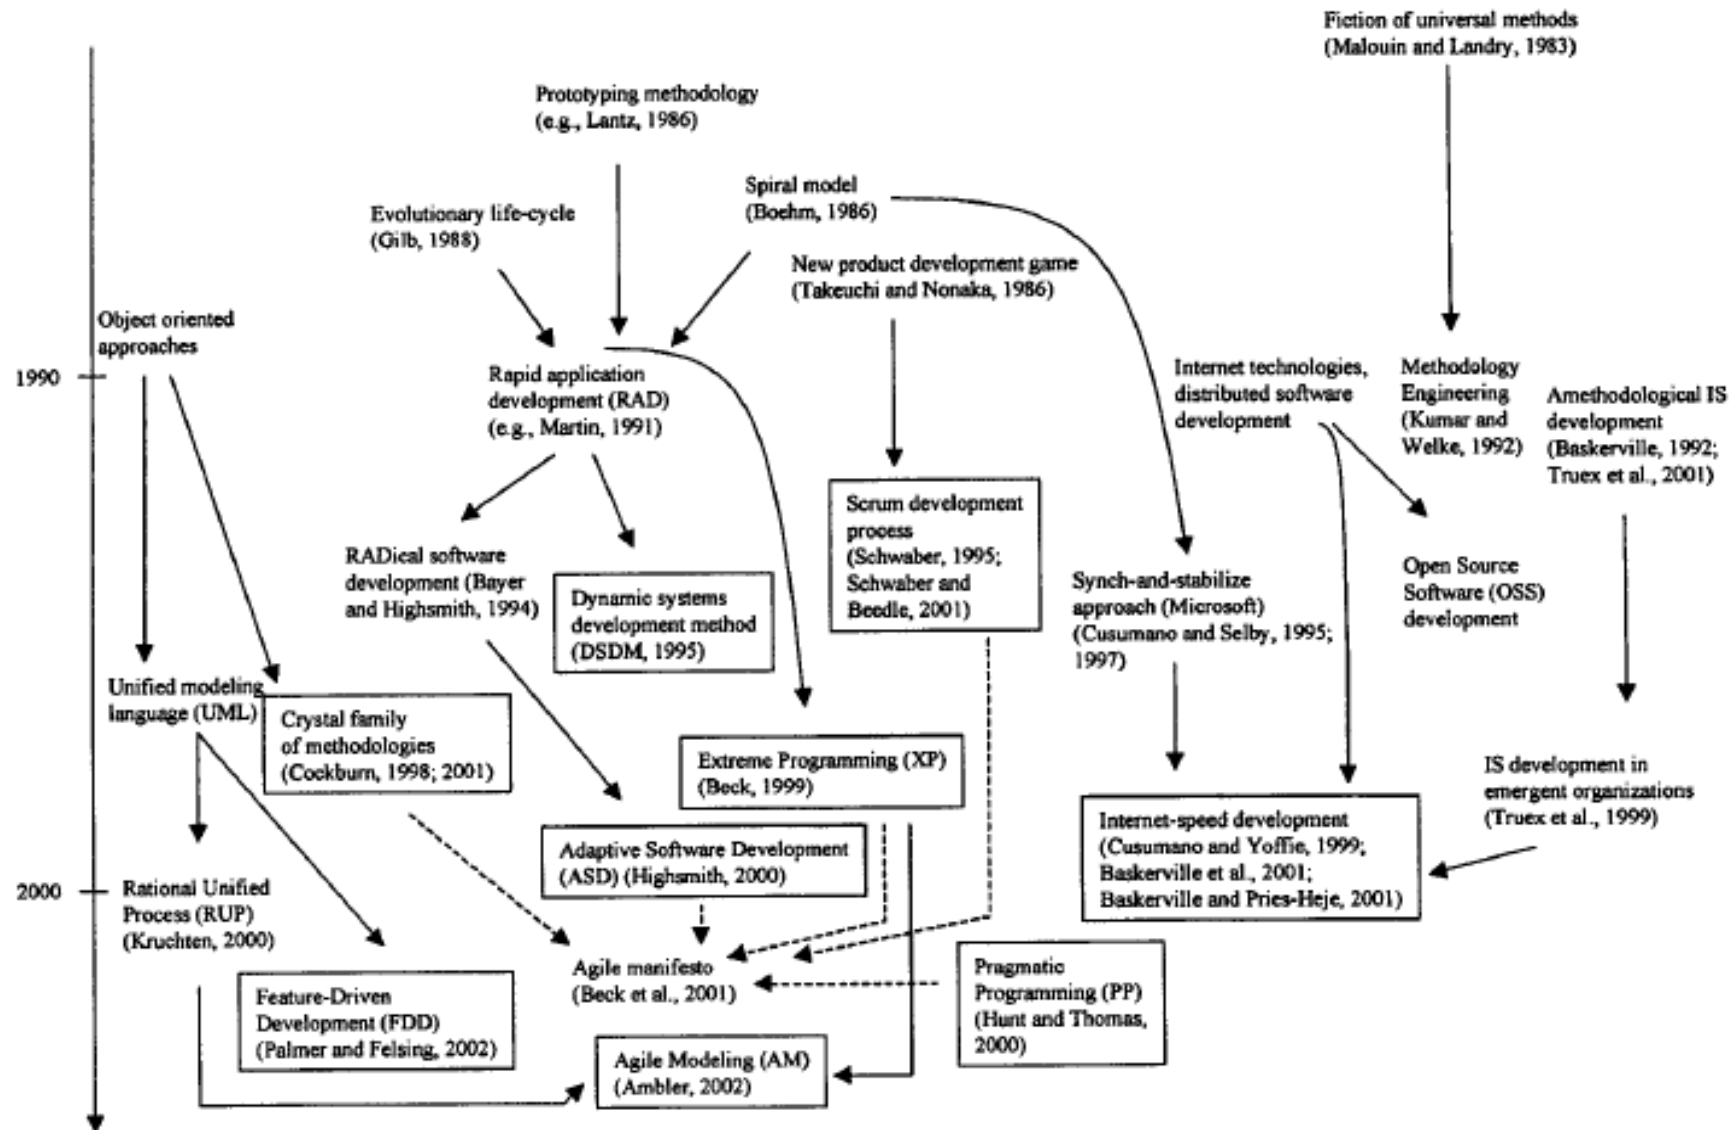 Fiction of universal methods
(Malouin and Landry, 1983)
Prototyping methodology
(e.g., Lantz, 1986)
Spiral model
(Boehm, 1986)
Evolutionary life-cycle
(Gilb, 1988)
New product development game
(Takeuchi and Nonaka, 1986)
Object oriented
approaches
1990
Rapid application
development (RAD)
(e.g., Martin, 1991)
Internet technologies,
distributed software
development
Methodology
Engineering
(Kumar and
Welke, 1992)
Amethodological IS
development
(Baskerville, 1992;
Truex et al., 2001)
Scrum development
process
(Schwaber, 1995;
Schwaber and
Beedle, 2001)
RADical software
development (Bayer
and Highsmith, 1994)
Dynamic systems
development method
(DSDM, 1995)
Synch-and-stabilize
approach (Microsoft)
(Cusumano and Selby, 1995;
1997)
Open Source
Software (OSS)
development
Unified modeling
language (UML)
Crystal family
of methodologies
(Cockburn, 1998; 2001)
Extreme Programming (XP)
(Beck, 1999)
IS development in
emergent organizations
(Truex et al., 1999)
Internet-speed development
(Cusumano and Yoffie, 1999;
Baskerville et al., 2001;
Baskerville and Pries-Heje, 2001)
Adaptive Software Development
(ASD) (Highsmith, 2000)
2000
Rational Unified
Process (RUP)
(Kruchten, 2000)
Agile manifesto
(Beck et al., 2001)
Pragmatic
Programming (PP)
(Hunt and Thomas,
2000)
Feature-Driven
Development (FDD)
(Palmer and Felsing, 2002)
Agile Modeling (AM)
(Ambler, 2002)